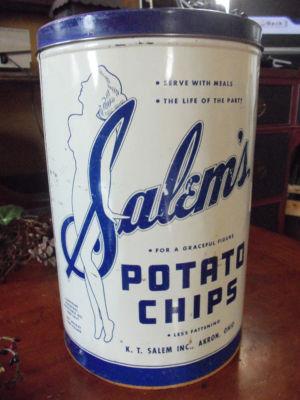 • SERVE WITH MEALS
• THE LIFE OF THE PARTY
Salem's
• FOR A GRACEFUL FIGURE
POTATO
CHIPS
• LESS FATTENING
K. T. SALEM INC., AKRON, OHIO